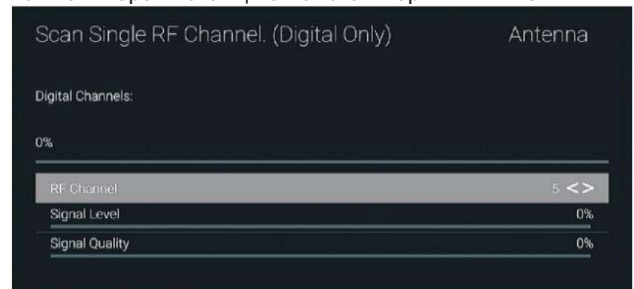 Scan Single RF Channel. (Digital Only) Antenna
Digital Channels:
0%
RF Channel 5 < >
Signal Level 0%
Signal Quality 0%